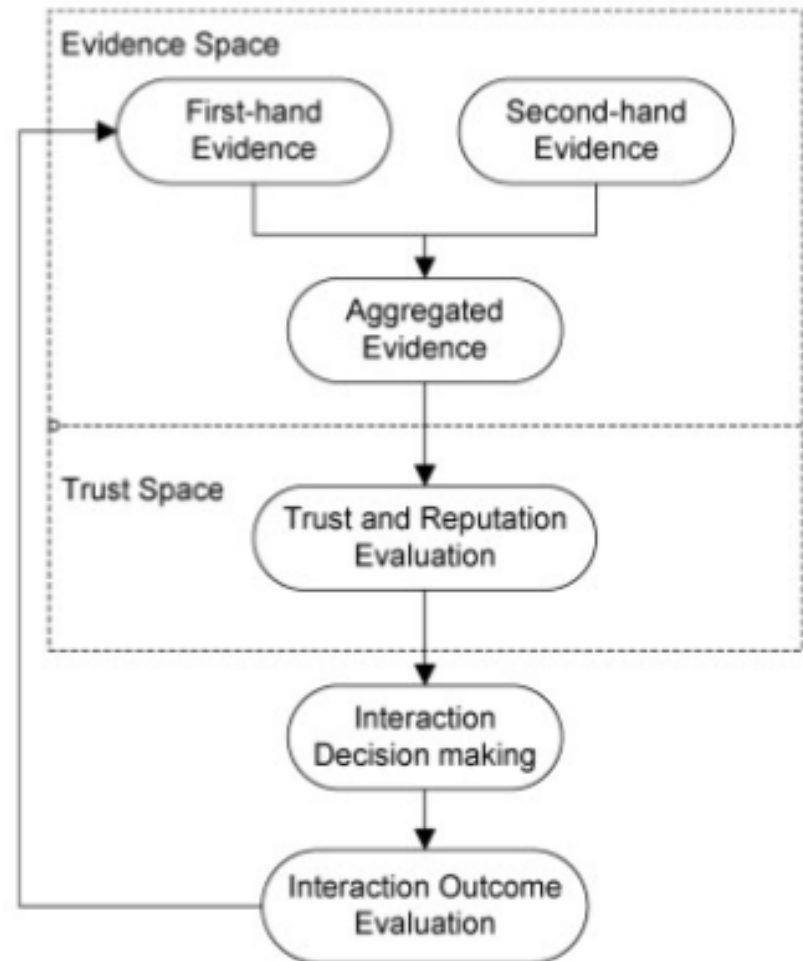 Evidence Space
First-hand
Evidence
Second-hand
Evidence
Aggregated
Evidence
Trust Space
Trust and Reputation
Evaluation
Interaction
Decision making
Interaction Outcome
Evaluation